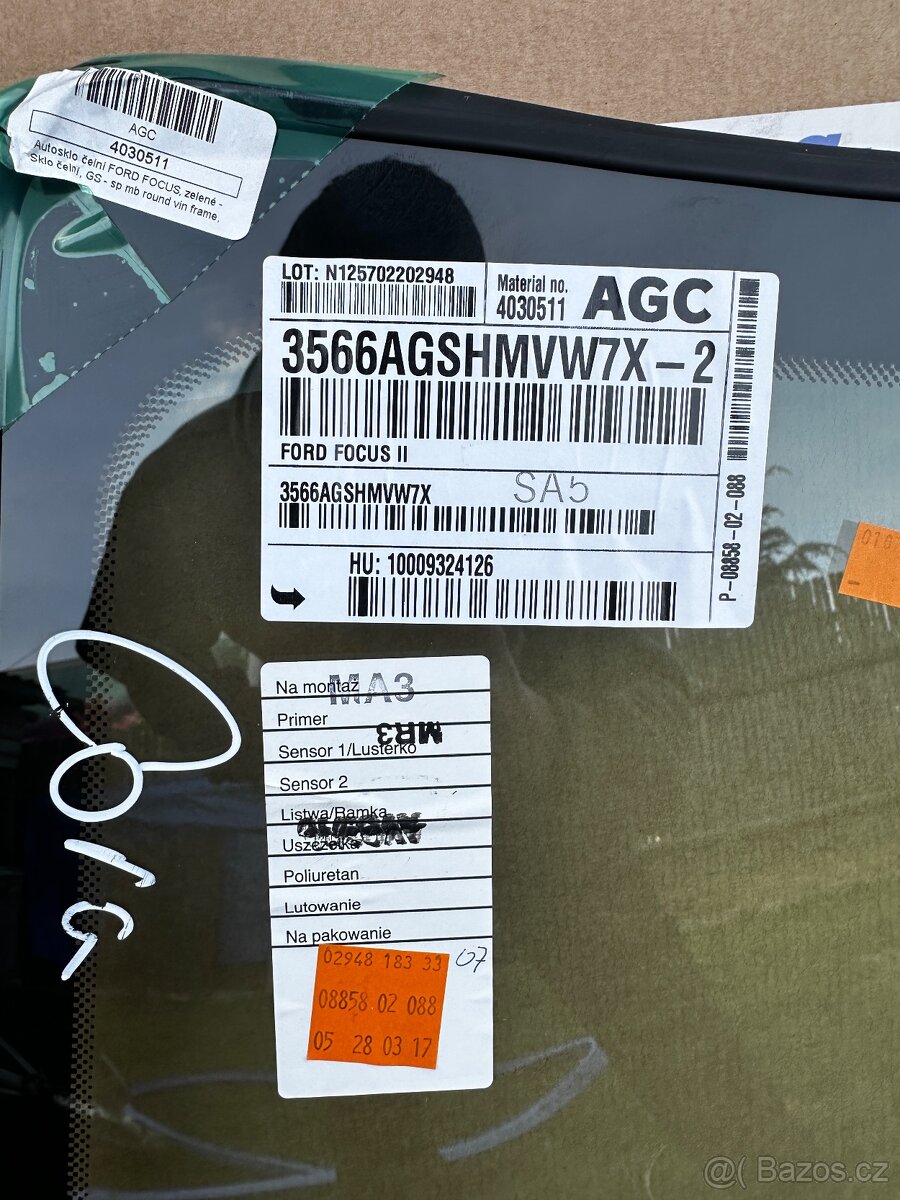 AGC
4030511
Autosklo čelní FORD FOCUS, zelené -
Sklo čelní, GS - sp mb round vin frame,
LOT: N125702202948
Material no.
4030511
AGC
3566AGSHMVW7X-2
FORD FOCUS II
3566AGSHMVW7X
SA5
HU: 10009324126
P-08858-02-088
Na montaż
MA3
Primer
MR3
Sensor 1/Lusterko
Sensor 2
Listwa/Ramka
Uszczelka
Poliuretan
Lutowanie
Na pakowanie
02948 183 33
07
08858 02 088
05 28 03 17
@( Bazos.cz